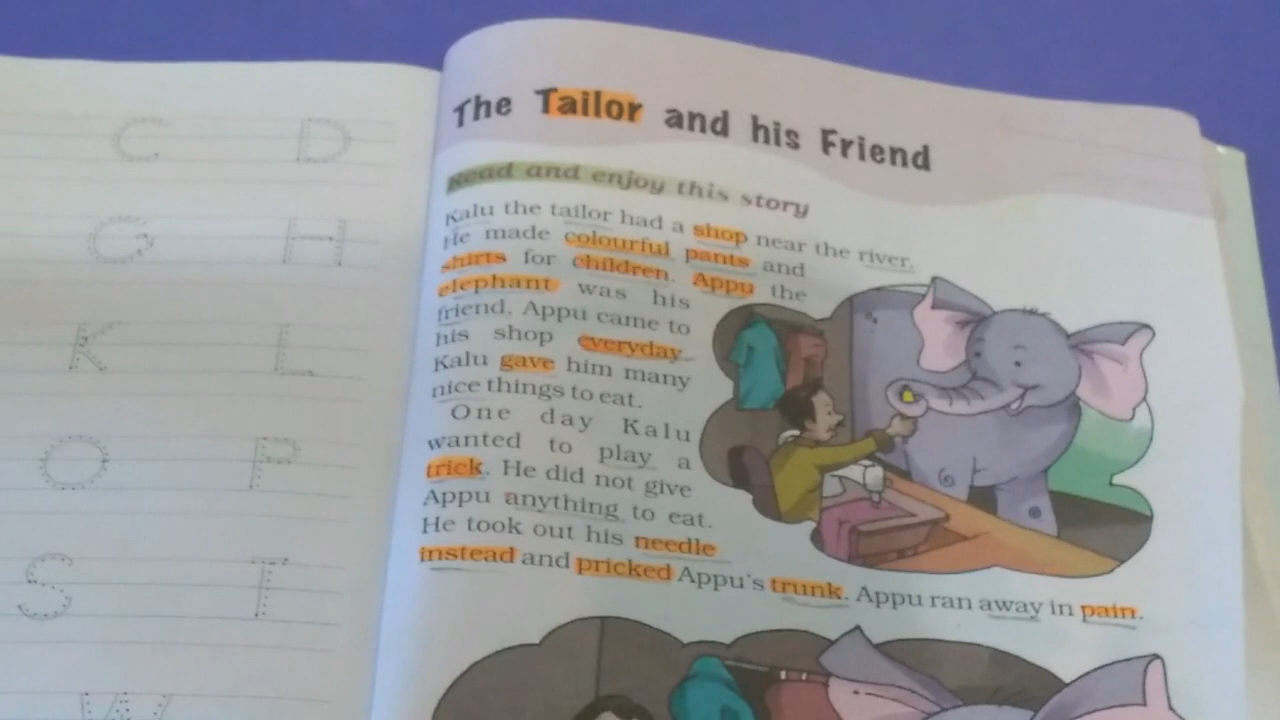 C D
G H
K L
O P
S T
W
The Tailor and his Friend
Read and enjoy this story
Kalu the tailor had a shop near the river.
He made colourful pants and
shirts for children. Appu the
elephant was his
friend. Appu came to
his shop everyday
Kalu gave him many
nice things to eat.
One day Kalu
wanted to play a
trick. He did not give
Appu anything to eat.
He took out his needle
instead and pricked Appu's trunk. Appu ran away in pain.